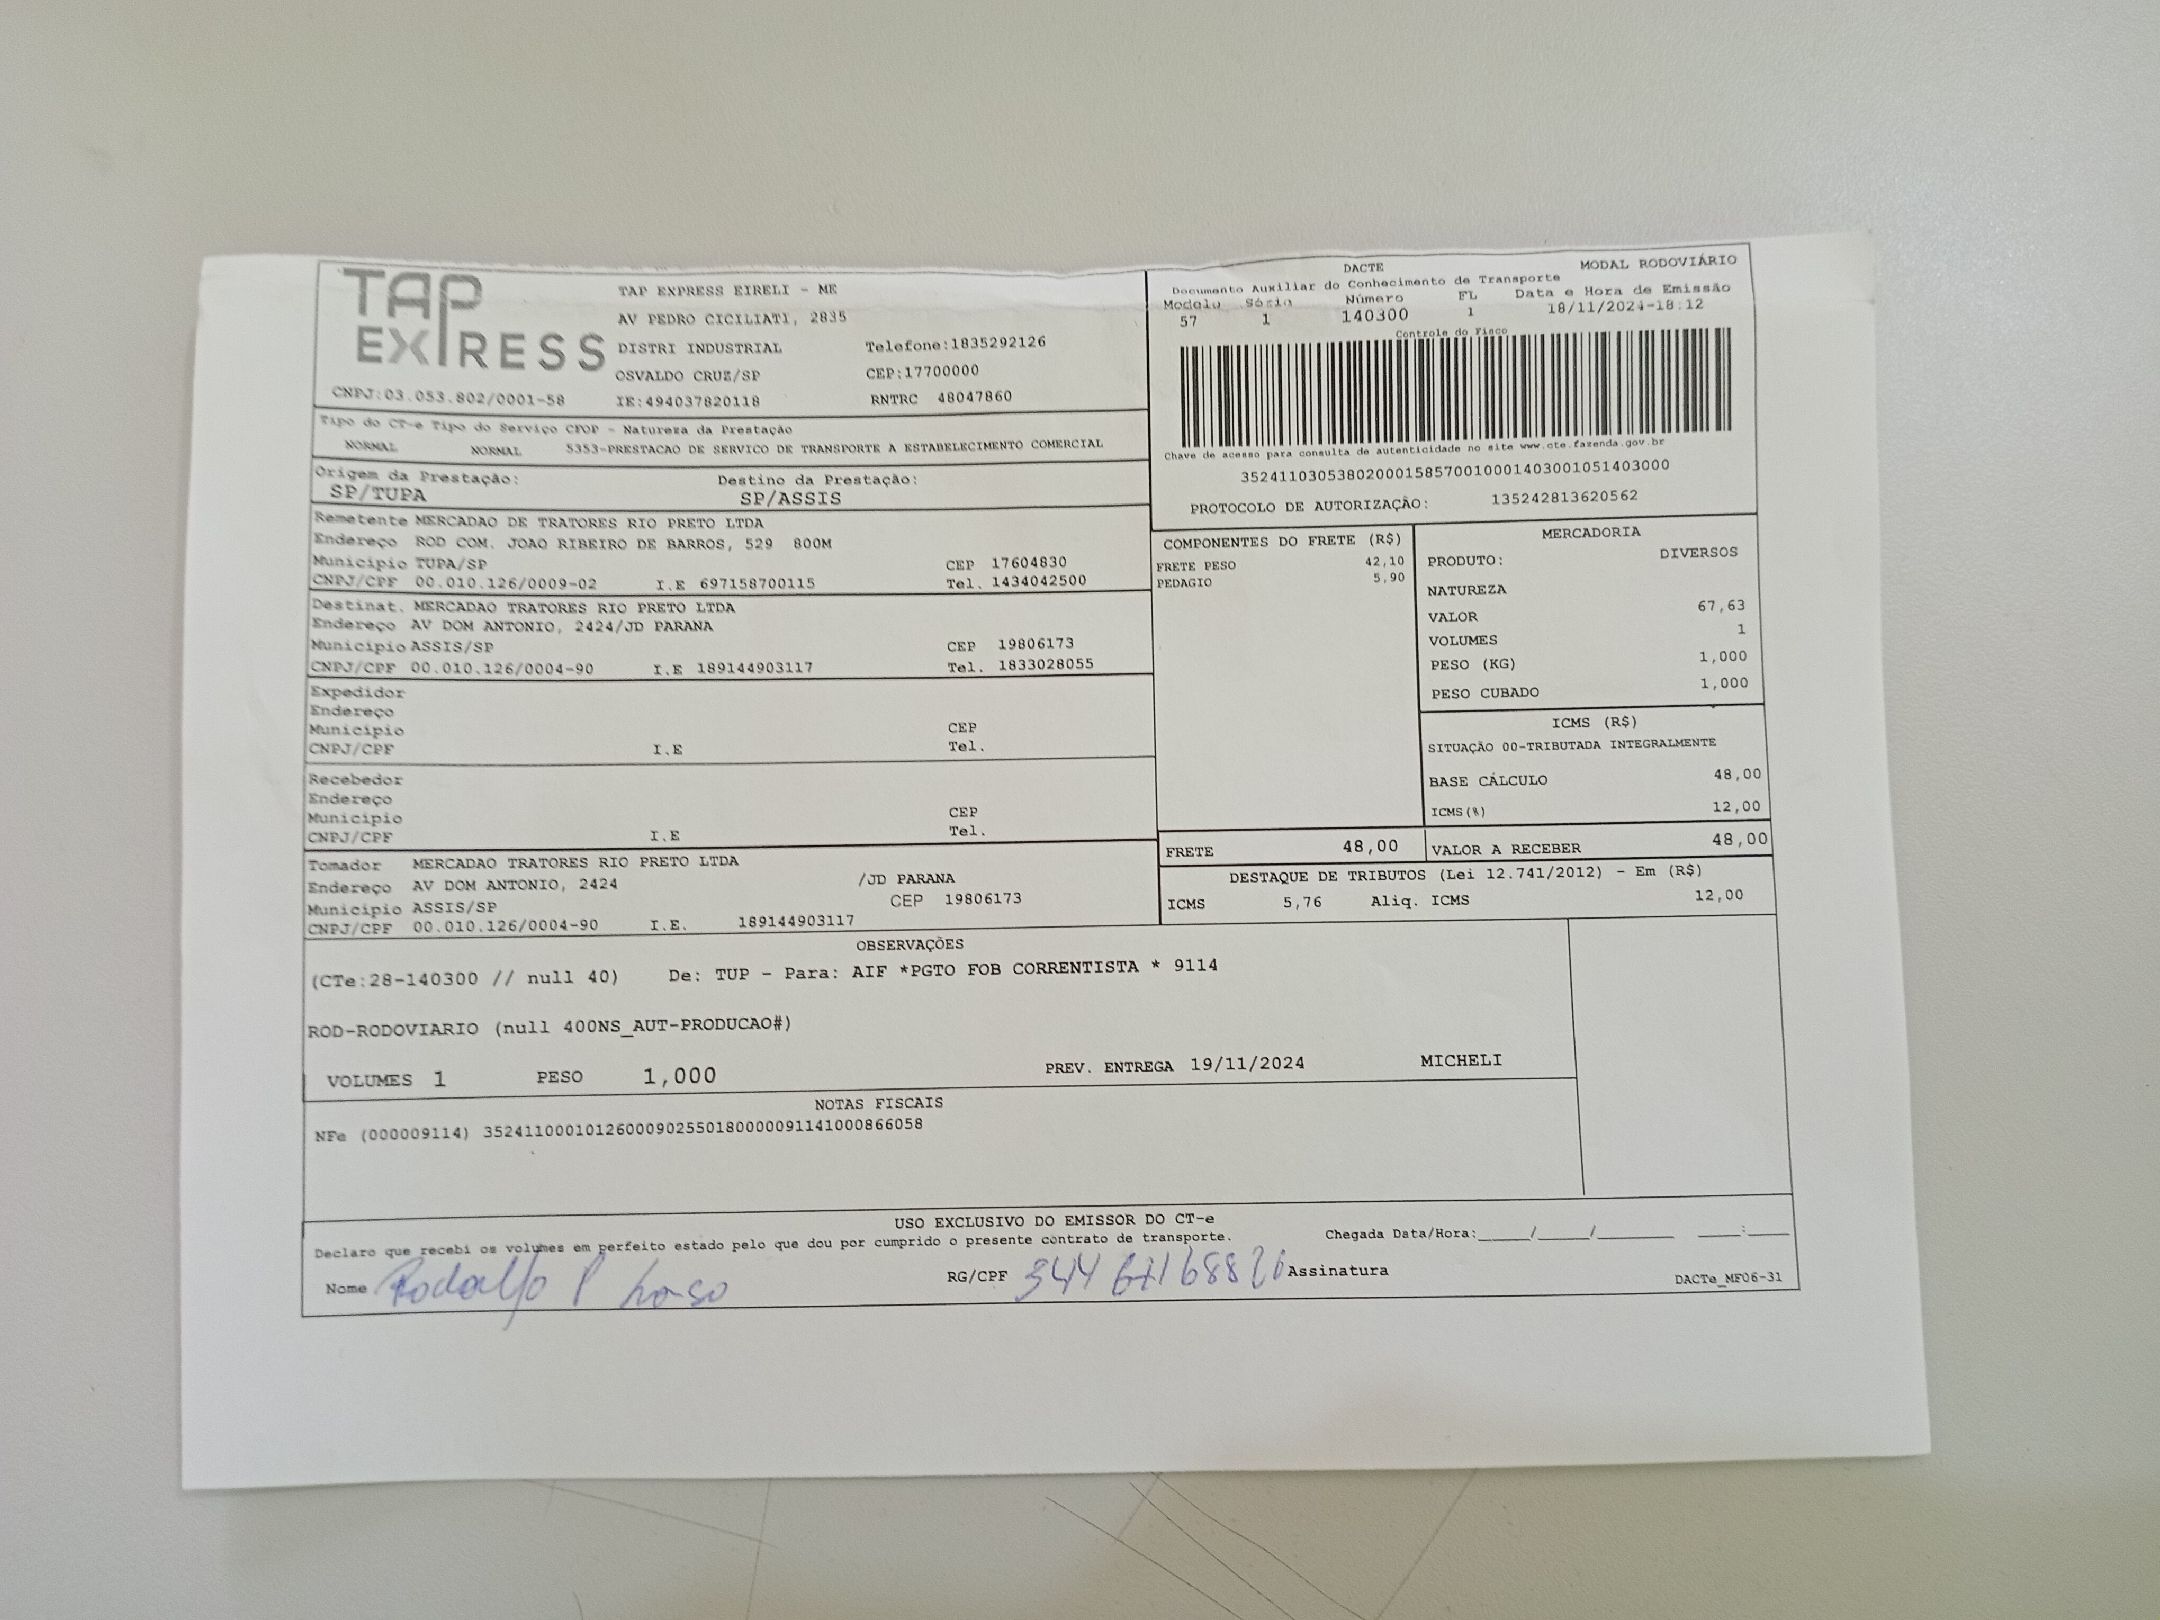 TAP EXPRESS
TAP EXPRESS EIRELI - ME
AV PEDRO CICILIATI, 2835
DISTRI INDUSTRIAL Telefone:1835292126
OSVALDO CRUZ/SP CEP:17700000
CNPJ:03.053.802/0001-58 IE:494037820118 RNTRC 48047860
DACTE MODAL RODOVIÁRIO
Documento Auxiliar do Conhecimento de Transporte
Modelo Série Número FL Data e Hora de Emissão
57 1 140300 1 18/11/2024-18:12
Controle do Fisco
Chave de acesso para consulta de autenticidade no site www.cte.fazenda.gov.br
35241103053802000158570010001403001051403000
PROTOCOLO DE AUTORIZAÇÃO: 135242813620562
Tipo do CT-e Tipo do Serviço CFOP - Natureza da Prestação
NORMAL NORMAL 5353-PRESTACAO DE SERVICO DE TRANSPORTE A ESTABELECIMENTO COMERCIAL
Origem da Prestação: Destino da Prestação:
SP/TUPA SP/ASSIS
Remetente MERCADAO DE TRATORES RIO PRETO LTDA
Endereço ROD COM. JOAO RIBEIRO DE BARROS, 529 800M
Município TUPA/SP CEP 17604830
CNPJ/CPF 00.010.126/0009-02 I.E 697158700115 Tel. 1434042500
Destinat. MERCADAO TRATORES RIO PRETO LTDA
Endereço AV DOM ANTONIO, 2424/JD PARANA
Município ASSIS/SP CEP 19806173
CNPJ/CPF 00.010.126/0004-90 I.E 189144903117 Tel. 1833028055
Expedidor
Endereço
Município CEP
CNPJ/CPF I.E Tel.
Recebedor
Endereço
Município CEP
CNPJ/CPF I.E Tel.
Tomador MERCADAO TRATORES RIO PRETO LTDA
Endereço AV DOM ANTONIO, 2424 /JD PARANA
Município ASSIS/SP CEP 19806173
CNPJ/CPF 00.010.126/0004-90 I.E. 189144903117
COMPONENTES DO FRETE (R$)
FRETE PESO 42,10
PEDAGIO 5,90
MERCADORIA
PRODUTO: DIVERSOS
NATUREZA
VALOR 67,63
VOLUMES 1
PESO (KG) 1,000
PESO CUBADO 1,000
ICMS (R$)
SITUAÇÃO 00-TRIBUTADA INTEGRALMENTE
BASE CÁLCULO 48,00
ICMS(%) 12,00
FRETE 48,00 VALOR A RECEBER 48,00
DESTAQUE DE TRIBUTOS (Lei 12.741/2012) - Em (R$)
ICMS 5,76 Aliq. ICMS 12,00
OBSERVAÇÕES
(CTe:28-140300 // null 40) De: TUP - Para: AIF *PGTO FOB CORRENTISTA * 9114
ROD-RODOVIARIO (null 400NS_AUT-PRODUCAO#)
VOLUMES 1 PESO 1,000 PREV. ENTREGA 19/11/2024 MICHELI
NOTAS FISCAIS
NFe (000009114) 35241100010126000902550180000091141000866058
USO EXCLUSIVO DO EMISSOR DO CT-e
Declaro que recebi os volumes em perfeito estado pelo que dou por cumprido o presente contrato de transporte. Chegada Data/Hora:____/____/______ ____:____
Nome Rodolfo P RG/CPF Assinatura
DACTe_MF06-31